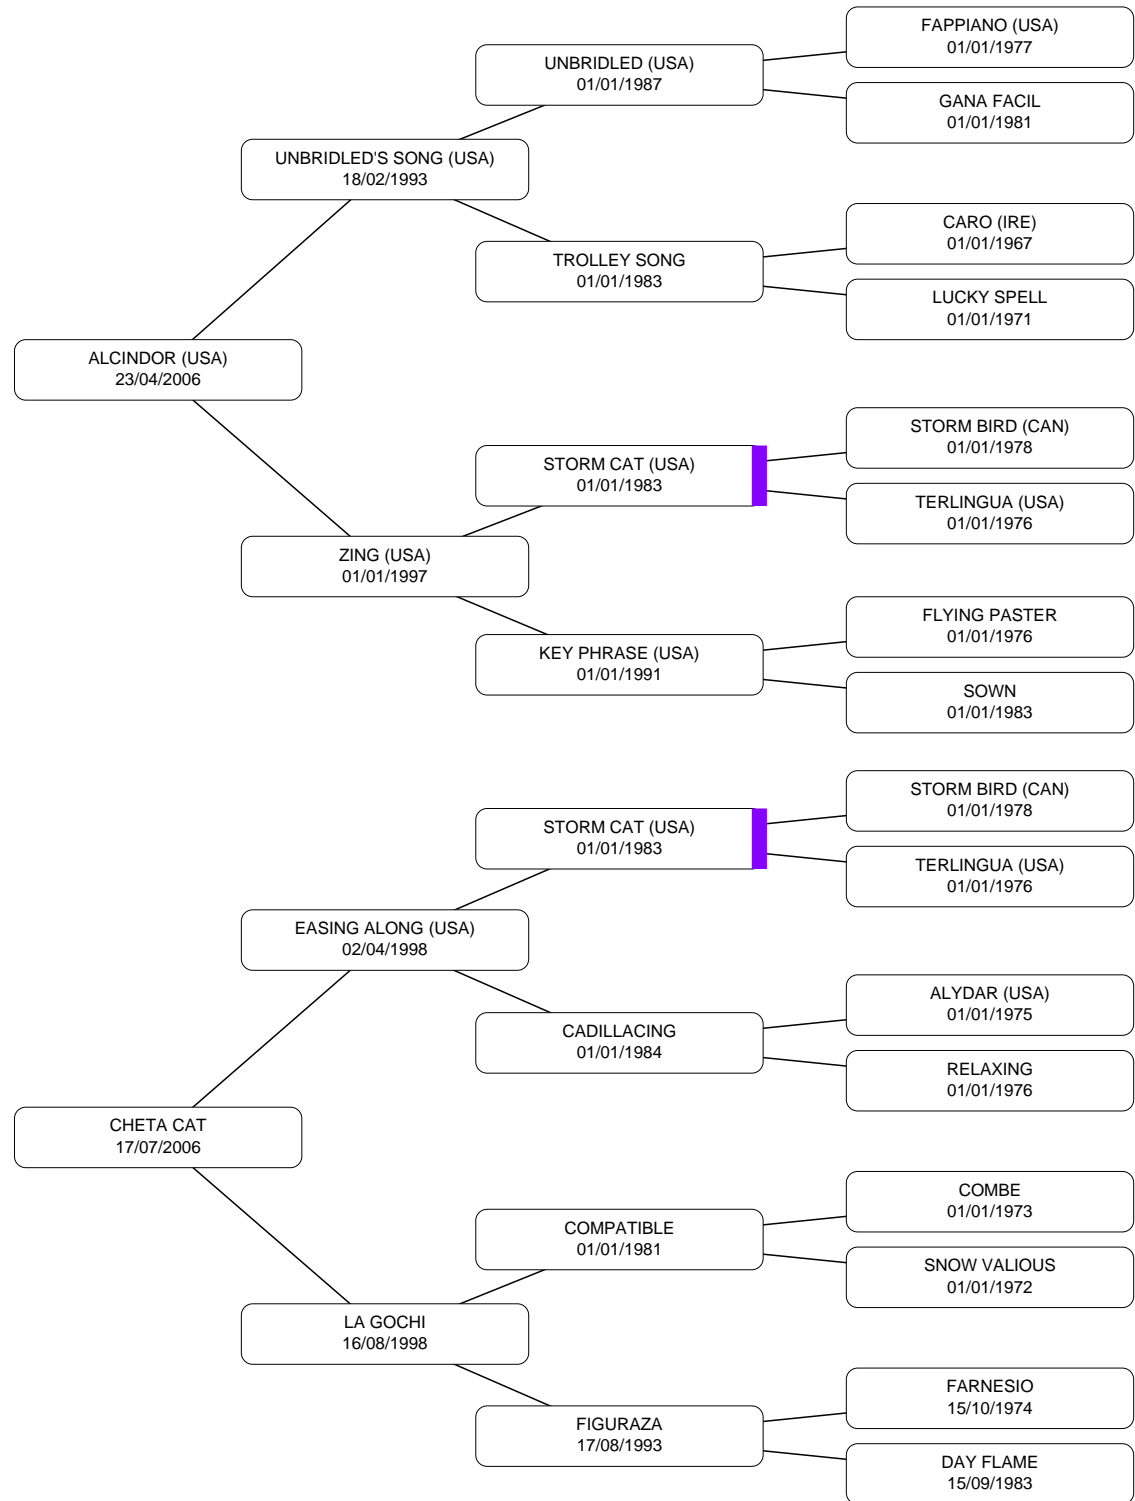 FAPPIANO (USA)
01/01/1977
UNBRIDLED (USA)
01/01/1987
GANA FACIL
01/01/1981
UNBRIDLED'S SONG (USA)
18/02/1993
CARO (IRE)
01/01/1967
TROLLEY SONG
01/01/1983
LUCKY SPELL
01/01/1971
ALCINDOR (USA)
23/04/2006
STORM BIRD (CAN)
01/01/1978
STORM CAT (USA)
01/01/1983
TERLINGUA (USA)
01/01/1976
ZING (USA)
01/01/1997
FLYING PASTER
01/01/1976
KEY PHRASE (USA)
01/01/1991
SOWN
01/01/1983
STORM BIRD (CAN)
01/01/1978
STORM CAT (USA)
01/01/1983
TERLINGUA (USA)
01/01/1976
EASING ALONG (USA)
02/04/1998
ALYDAR (USA)
01/01/1975
CADILLACING
01/01/1984
RELAXING
01/01/1976
CHETA CAT
17/07/2006
COMBE
01/01/1973
COMPATIBLE
01/01/1981
SNOW VALIOUS
01/01/1972
LA GOCHI
16/08/1998
FARNESIO
15/10/1974
FIGURAZA
17/08/1993
DAY FLAME
15/09/1983